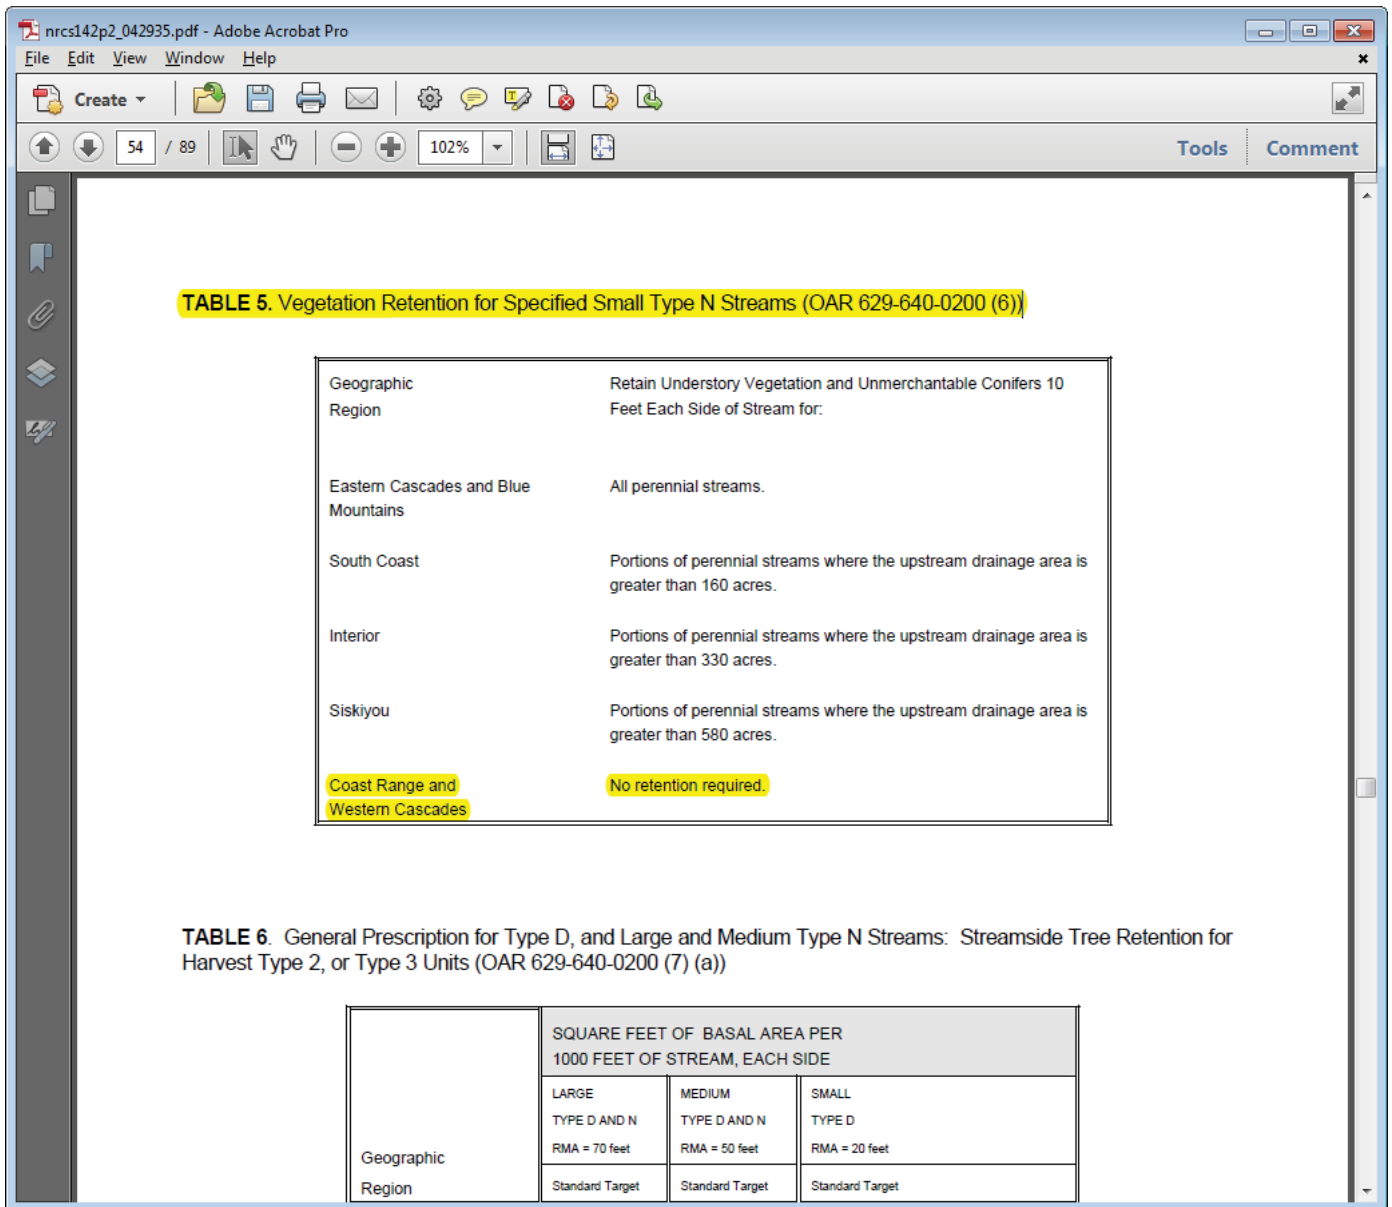 nrcs142p2_042935.pdf - Adobe Acrobat Pro
File Edit View Window Help
Create
54 / 89
102%
Tools Comment
TABLE 5. Vegetation Retention for Specified Small Type N Streams (OAR 629-640-0200 (6))
Geographic
Region
Retain Understory Vegetation and Unmerchantable Conifers 10
Feet Each Side of Stream for:
Eastern Cascades and Blue
Mountains
All perennial streams.
South Coast
Portions of perennial streams where the upstream drainage area is
greater than 160 acres.
Interior
Portions of perennial streams where the upstream drainage area is
greater than 330 acres.
Siskiyou
Portions of perennial streams where the upstream drainage area is
greater than 580 acres.
Coast Range and
Western Cascades
No retention required.
TABLE 6. General Prescription for Type D, and Large and Medium Type N Streams: Streamside Tree Retention for
Harvest Type 2, or Type 3 Units (OAR 629-640-0200 (7) (a))
Geographic
Region
SQUARE FEET OF BASAL AREA PER
1000 FEET OF STREAM, EACH SIDE
LARGE
TYPE D AND N
RMA = 70 feet
MEDIUM
TYPE D AND N
RMA = 50 feet
SMALL
TYPE D
RMA = 20 feet
Standard Target
Standard Target
Standard Target